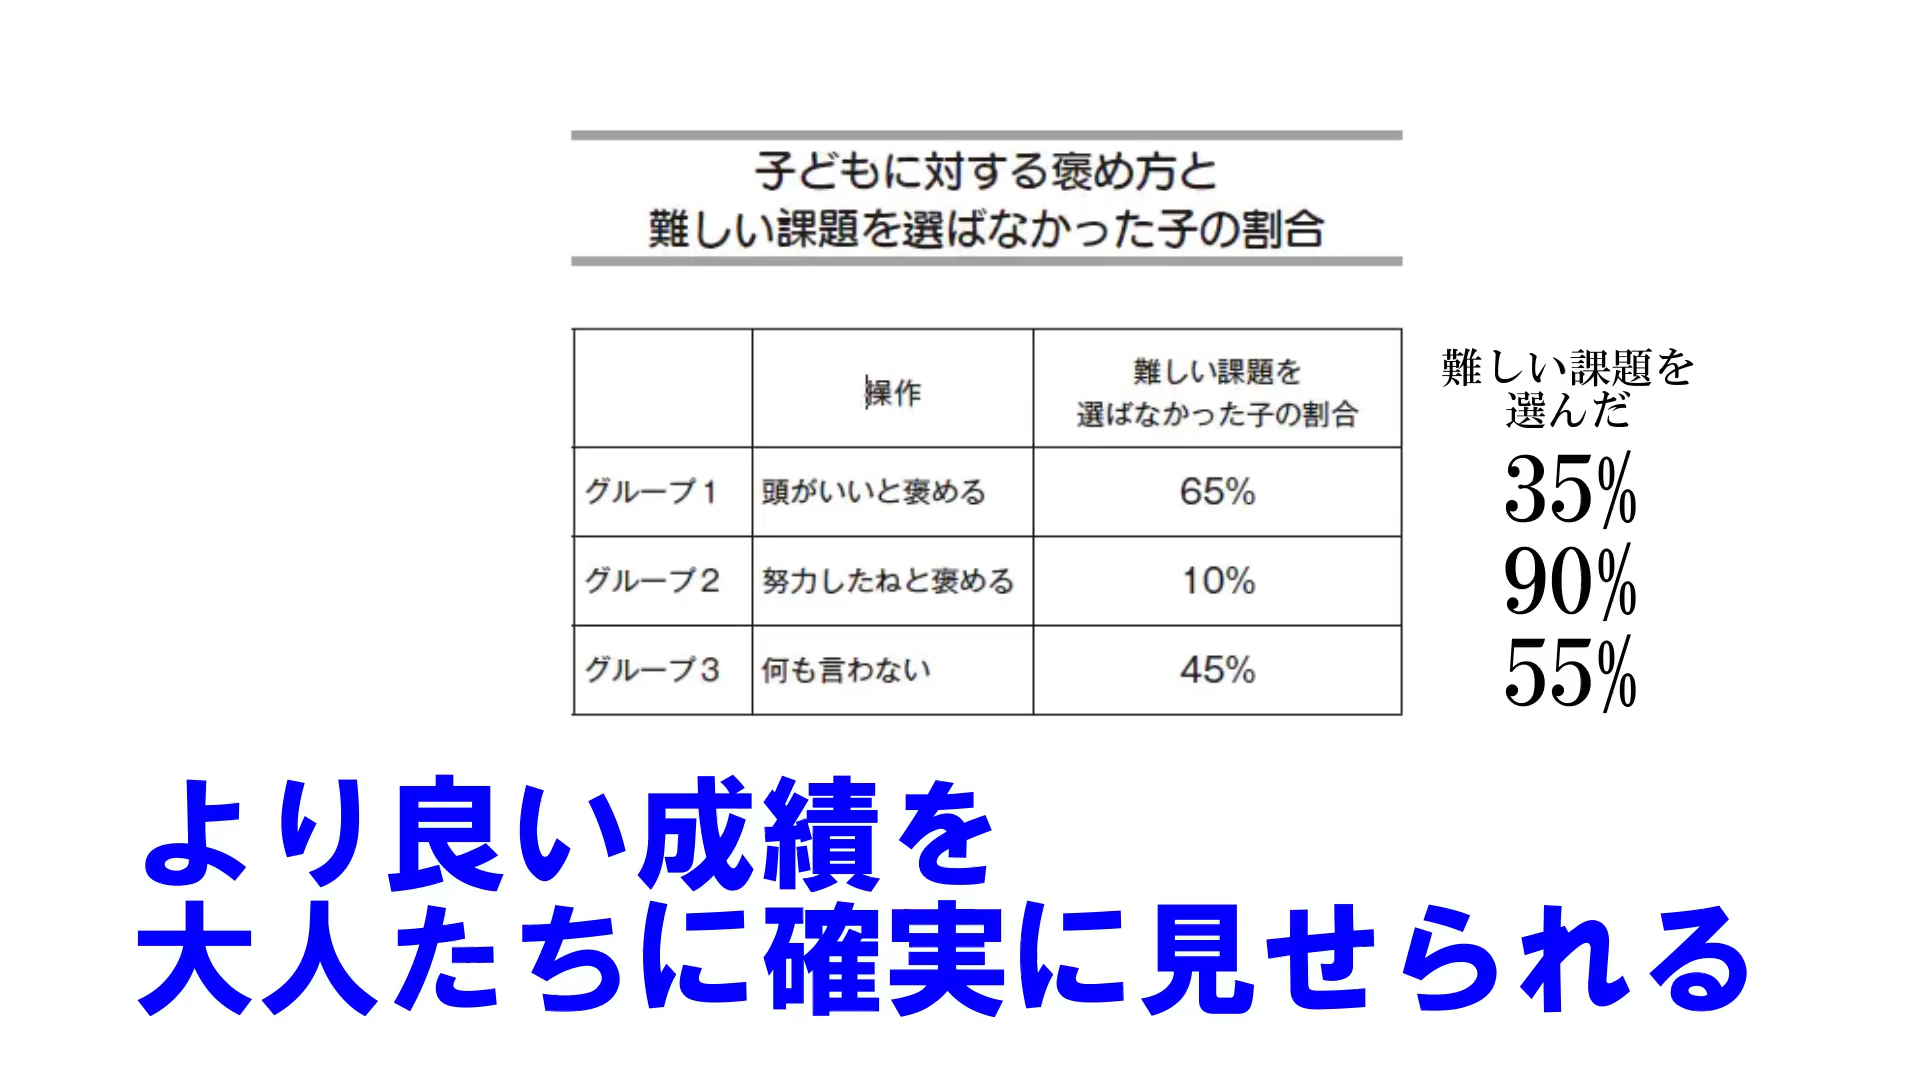 子どもに対する褒め方と
難しい課題を選ばなかった子の割合
操作
難しい課題を
選ばなかった子の割合
難しい課題を
選んだ
グループ1 頭がいいと褒める 65% 35%
グループ2 努力したねと褒める 10% 90%
グループ3 何も言わない 45% 55%
より良い成績を
大人たちに確実に見せられる